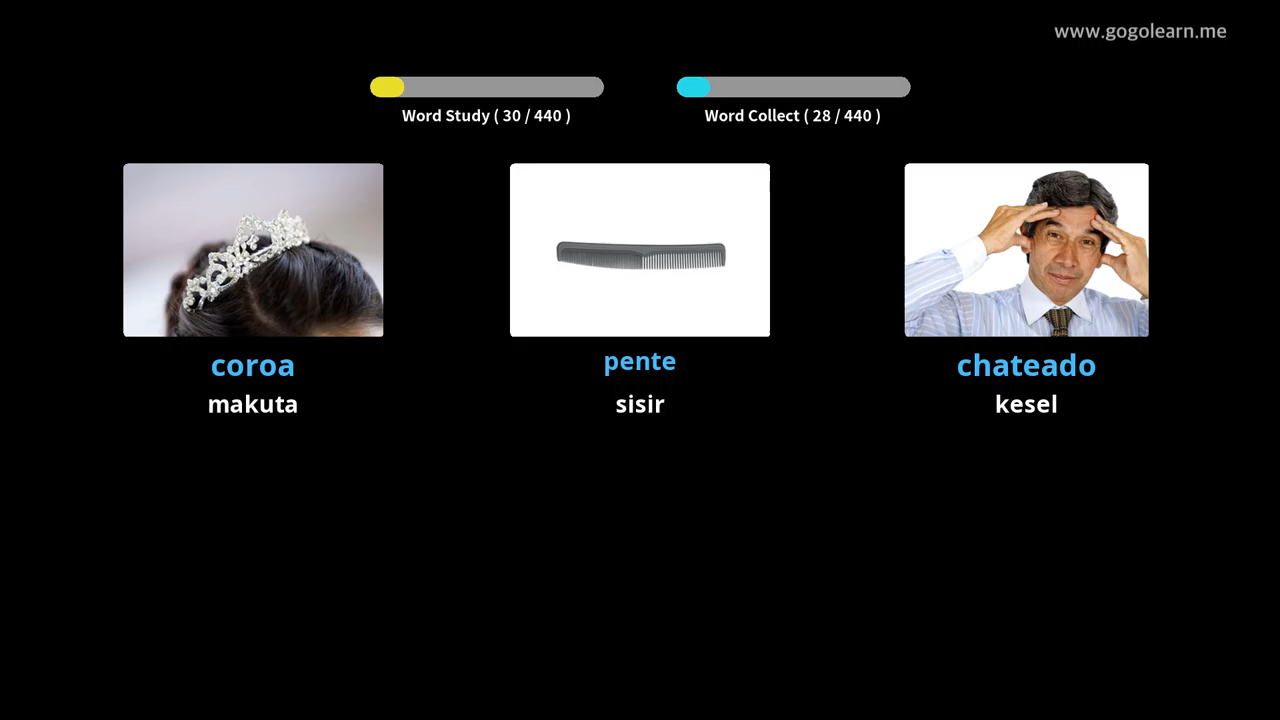 www.gogolearn.me
Word Study ( 30 / 440 )
Word Collect ( 28 / 440 )
coroa
makuta
pente
sisir
chateado
kesel